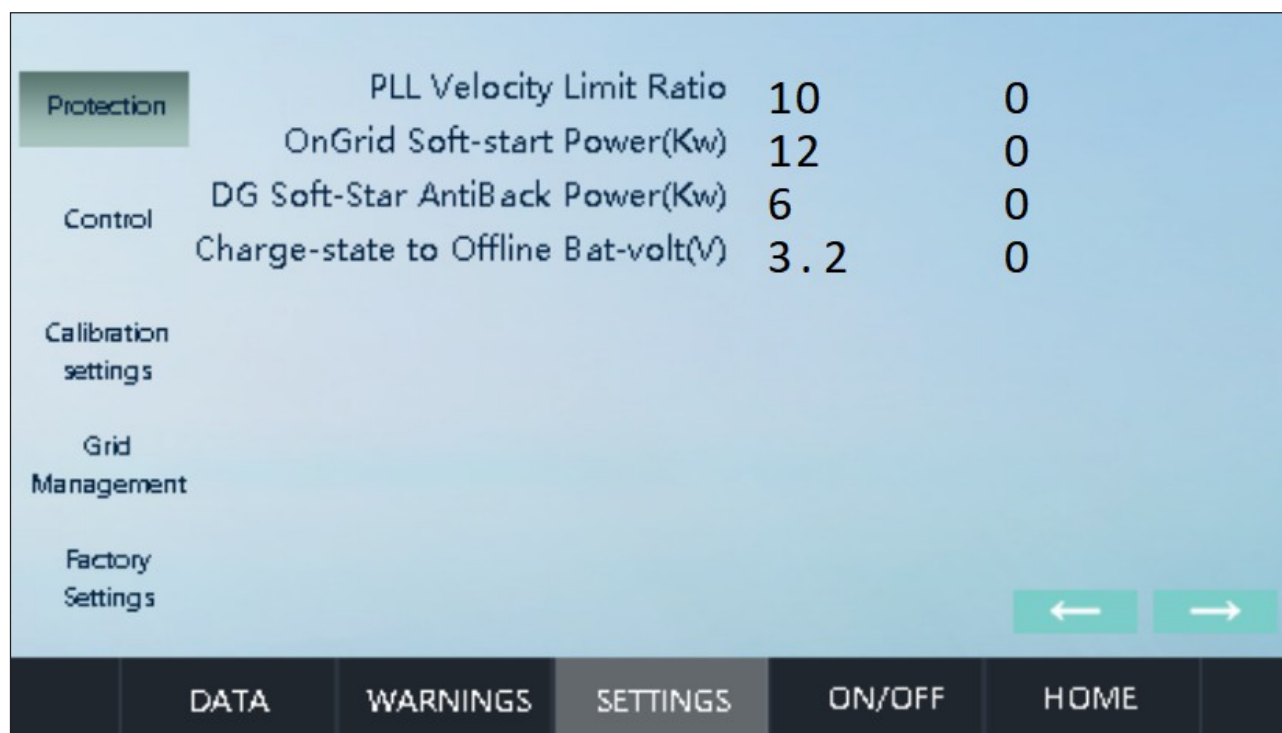 Protection
Control
Calibration
settings
Grid
Management
Factory
Settings
PLL Velocity Limit Ratio 10 0
OnGrid Soft-start Power(Kw) 12 0
DG Soft-Star AntiBack Power(Kw) 6 0
Charge-state to Offline Bat-volt(V) 3.2 0
← →
DATA WARNINGS SETTINGS ON/OFF HOME